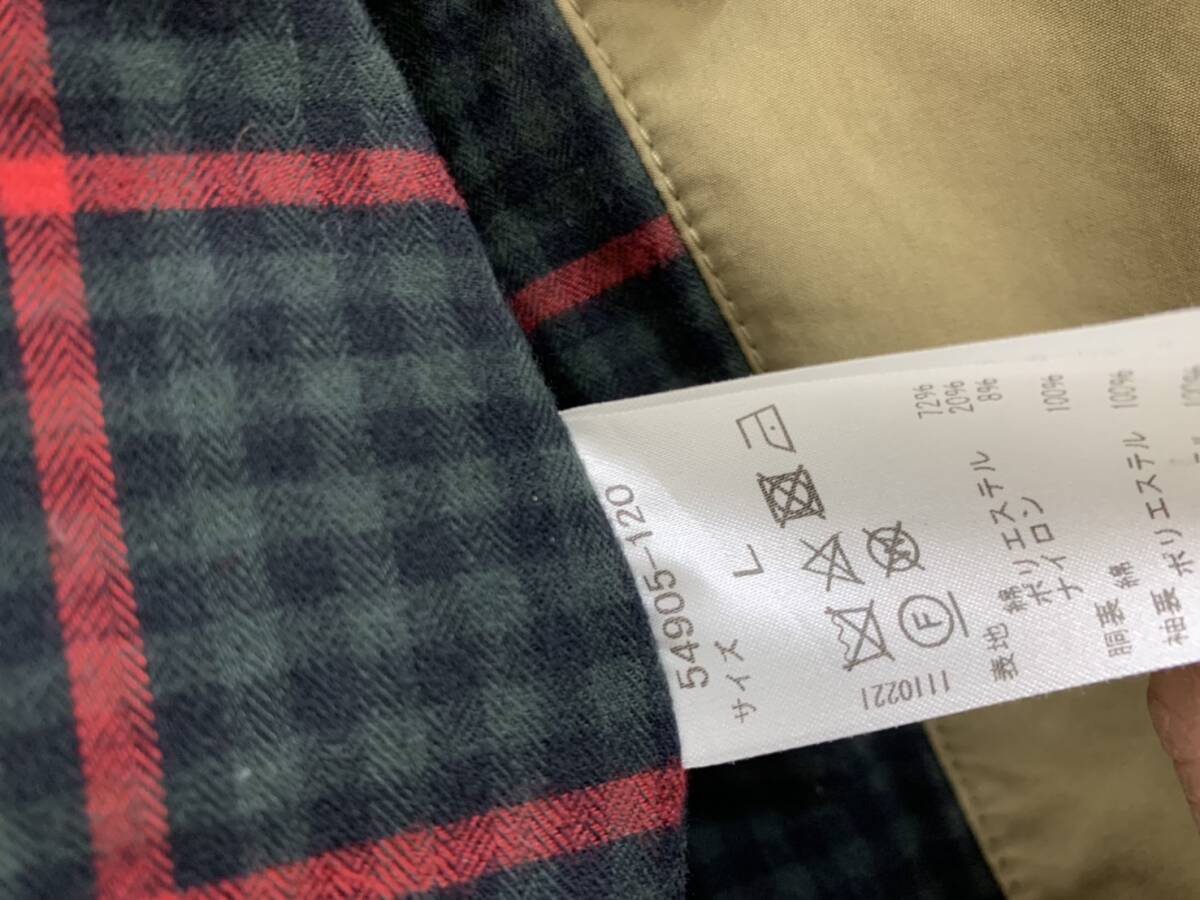 54905-120
サイズ L
F
1110221
表地 綿 72%
ポリエステル 20%
ナイロン 8%
胴裏 綿 100%
袖裏 ポリエステル 100%
100%